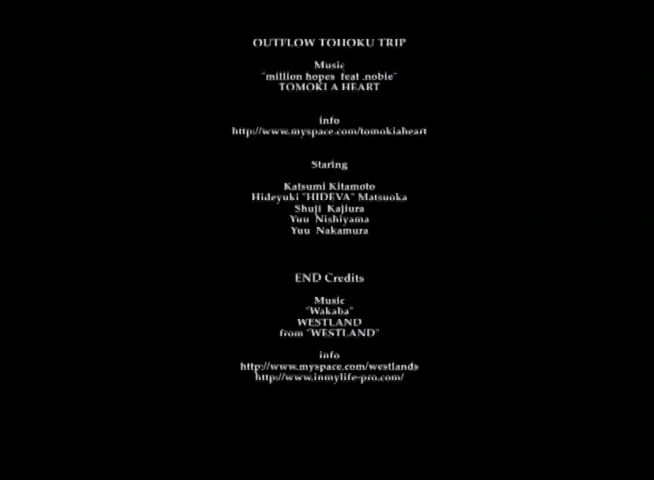 OUTFLOW TOHOKU TRIP
Music
"million hopes feat .nobie"
TOMOKI A HEART
info
http://www.myspace.com/tomokiaheart
Staring
Katsumi Kitamoto
Hideyuki "HIDEVA" Matsuoka
Shuji Kajiura
Yuu Nishiyama
Yuu Nakamura
END Credits
Music
"Wakaba"
WESTLAND
from "WESTLAND"
info
http://www.myspace.com/westlands
http://www.inmylife-pro.com/